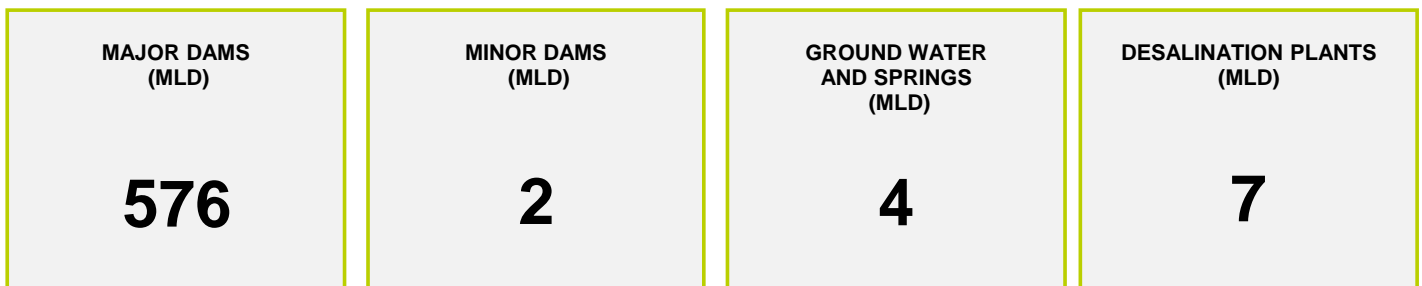 MAJOR DAMS
(MLD)
576
MINOR DAMS
(MLD)
2
GROUND WATER
AND SPRINGS
(MLD)
4
DESALINATION PLANTS
(MLD)
7